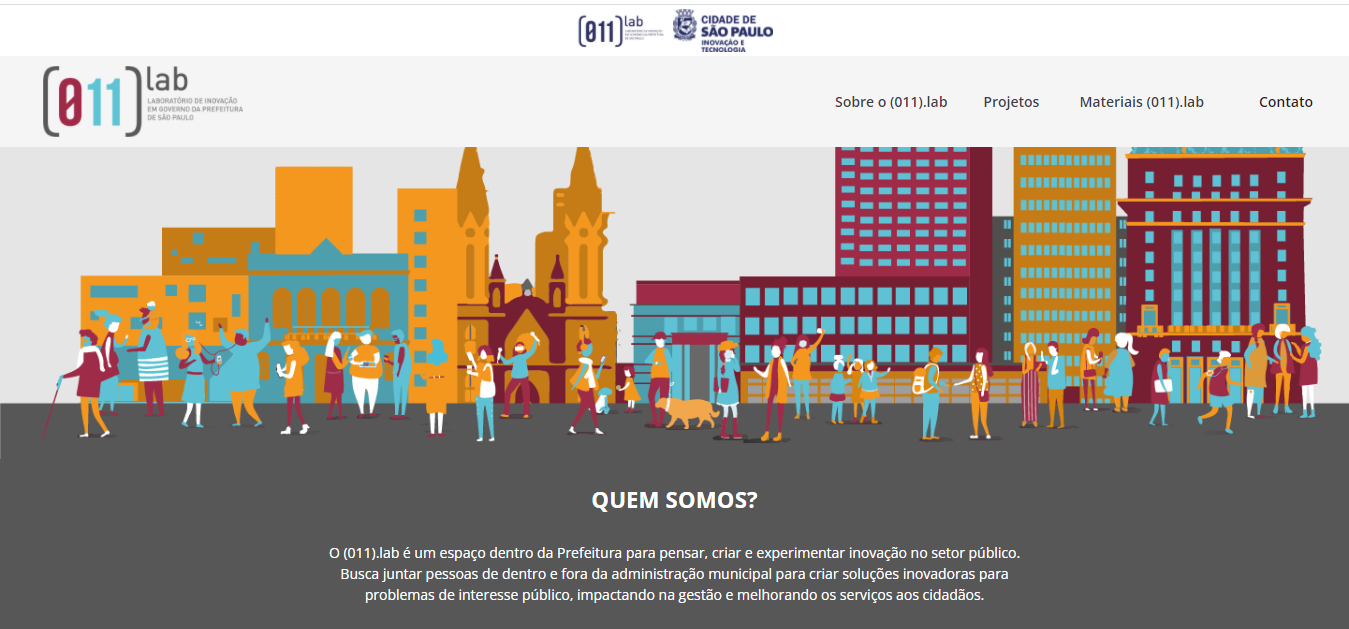 (011)lab
CIDADE DE
SÃO PAULO
INOVAÇÃO E
TECNOLOGIA
(011)lab
LABORATÓRIO DE INOVAÇÃO
EM GOVERNO DA PREFEITURA
DE SÃO PAULO
Sobre o (011).lab Projetos Materiais (011).lab Contato
QUEM SOMOS?
O (011).lab é um espaço dentro da Prefeitura para pensar, criar e experimentar inovação no setor público.
Busca juntar pessoas de dentro e fora da administração municipal para criar soluções inovadoras para
problemas de interesse público, impactando na gestão e melhorando os serviços aos cidadãos.